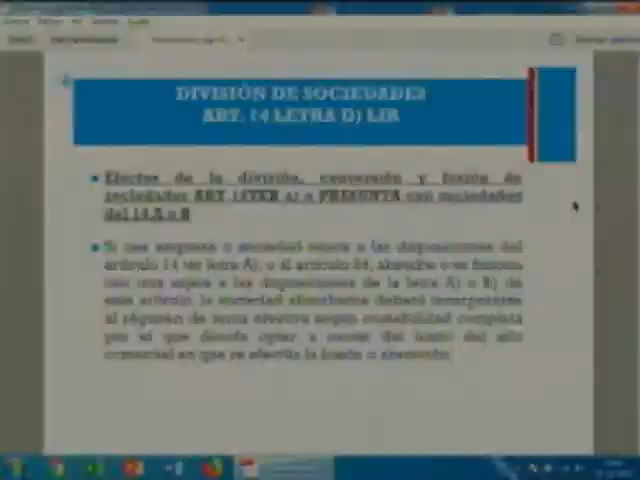 DIVISIÓN DE SOCIEDADES
ART. 14 LETRA D) LIR
Efectos de la división, conversión y fusión de
sociedades ART 14TER a) o PRESUNTA con sociedades
del 14 A o B
Si una empresa o sociedad sujeta a las disposiciones del
artículo 14 ter letra A), o al artículo 34, absorbe o se fusiona
con otra sujeta a las disposiciones de la letra A) o B) de
este artículo, la sociedad absorbente deberá incorporarse
al régimen de renta efectiva según contabilidad completa
por el que decida optar, a contar del inicio del año
comercial en que se efectúa la fusión o absorción.